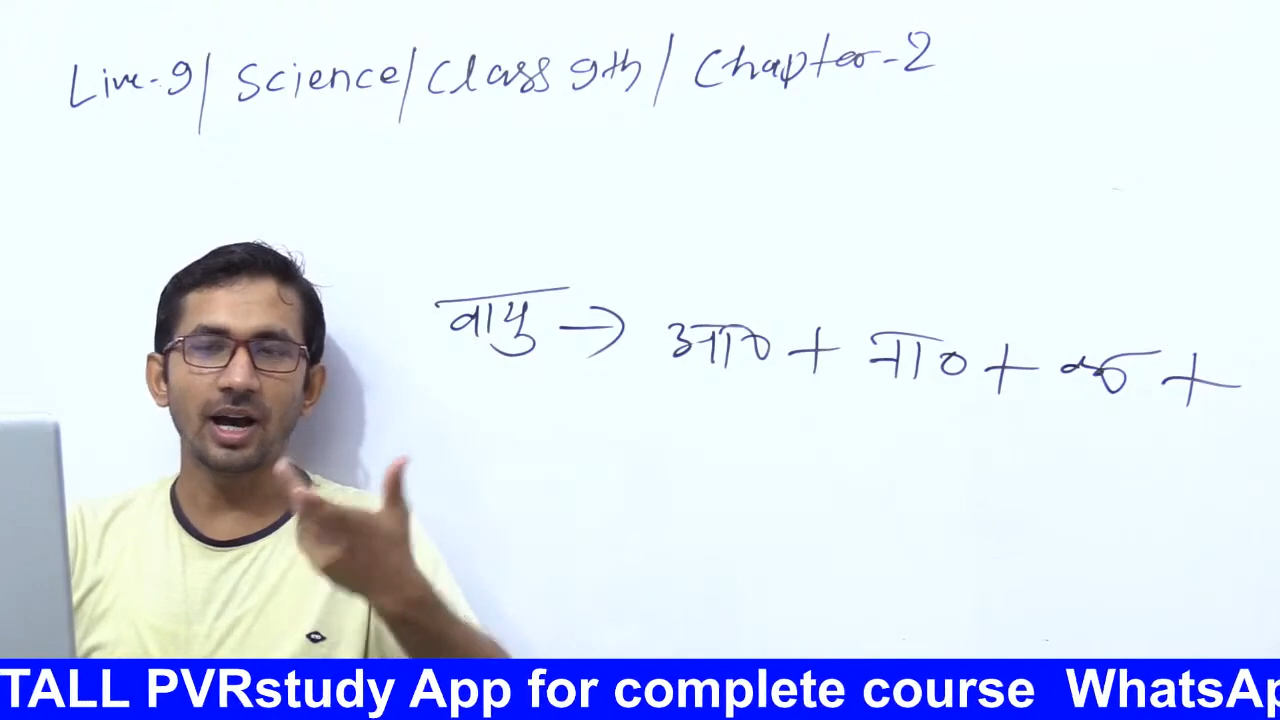 Live-9/ Science/Class 9th/ Chapter-2
वायु → आ० + ना० + क +
TALL PVRstudy App for complete course WhatsAp